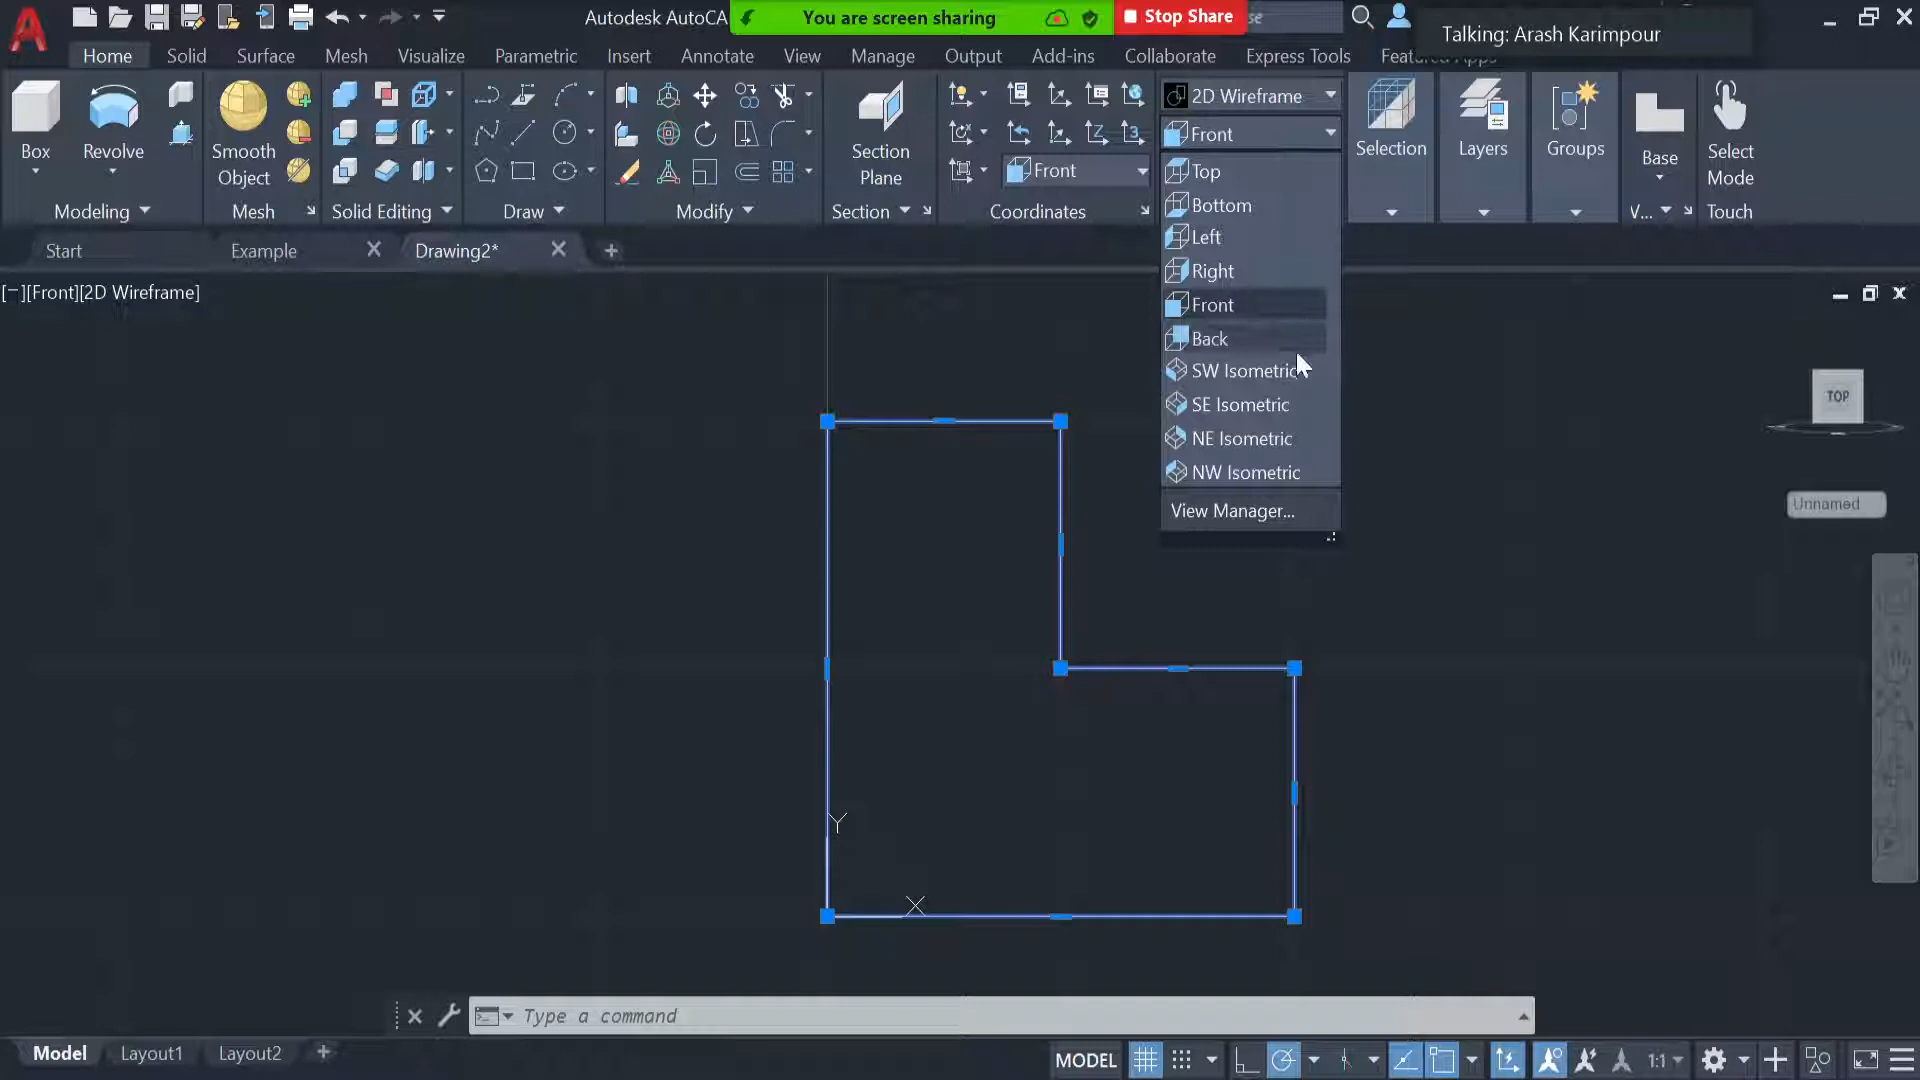 Autodesk AutoCA
You are screen sharing
Stop Share
se
Talking: Arash Karimpour
Home Solid Surface Mesh Visualize Parametric Insert Annotate View Manage Output Add-ins Collaborate Express Tools Featured Apps
2D Wireframe
Front
Box
Revolve
Smooth
Object
Section
Plane
Front
Selection
Layers
Groups
Base
Select
Mode
Modeling
Mesh
Solid Editing
Draw
Modify
Section
Coordinates
V...
Touch
Top
Bottom
Left
Right
Front
Back
SW Isometric
SE Isometric
NE Isometric
NW Isometric
View Manager...
Start
Example
Drawing2*
[−][Front][2D Wireframe]
TOP
Unnamed
Y
X
Type a command
Model Layout1 Layout2
MODEL
1:1